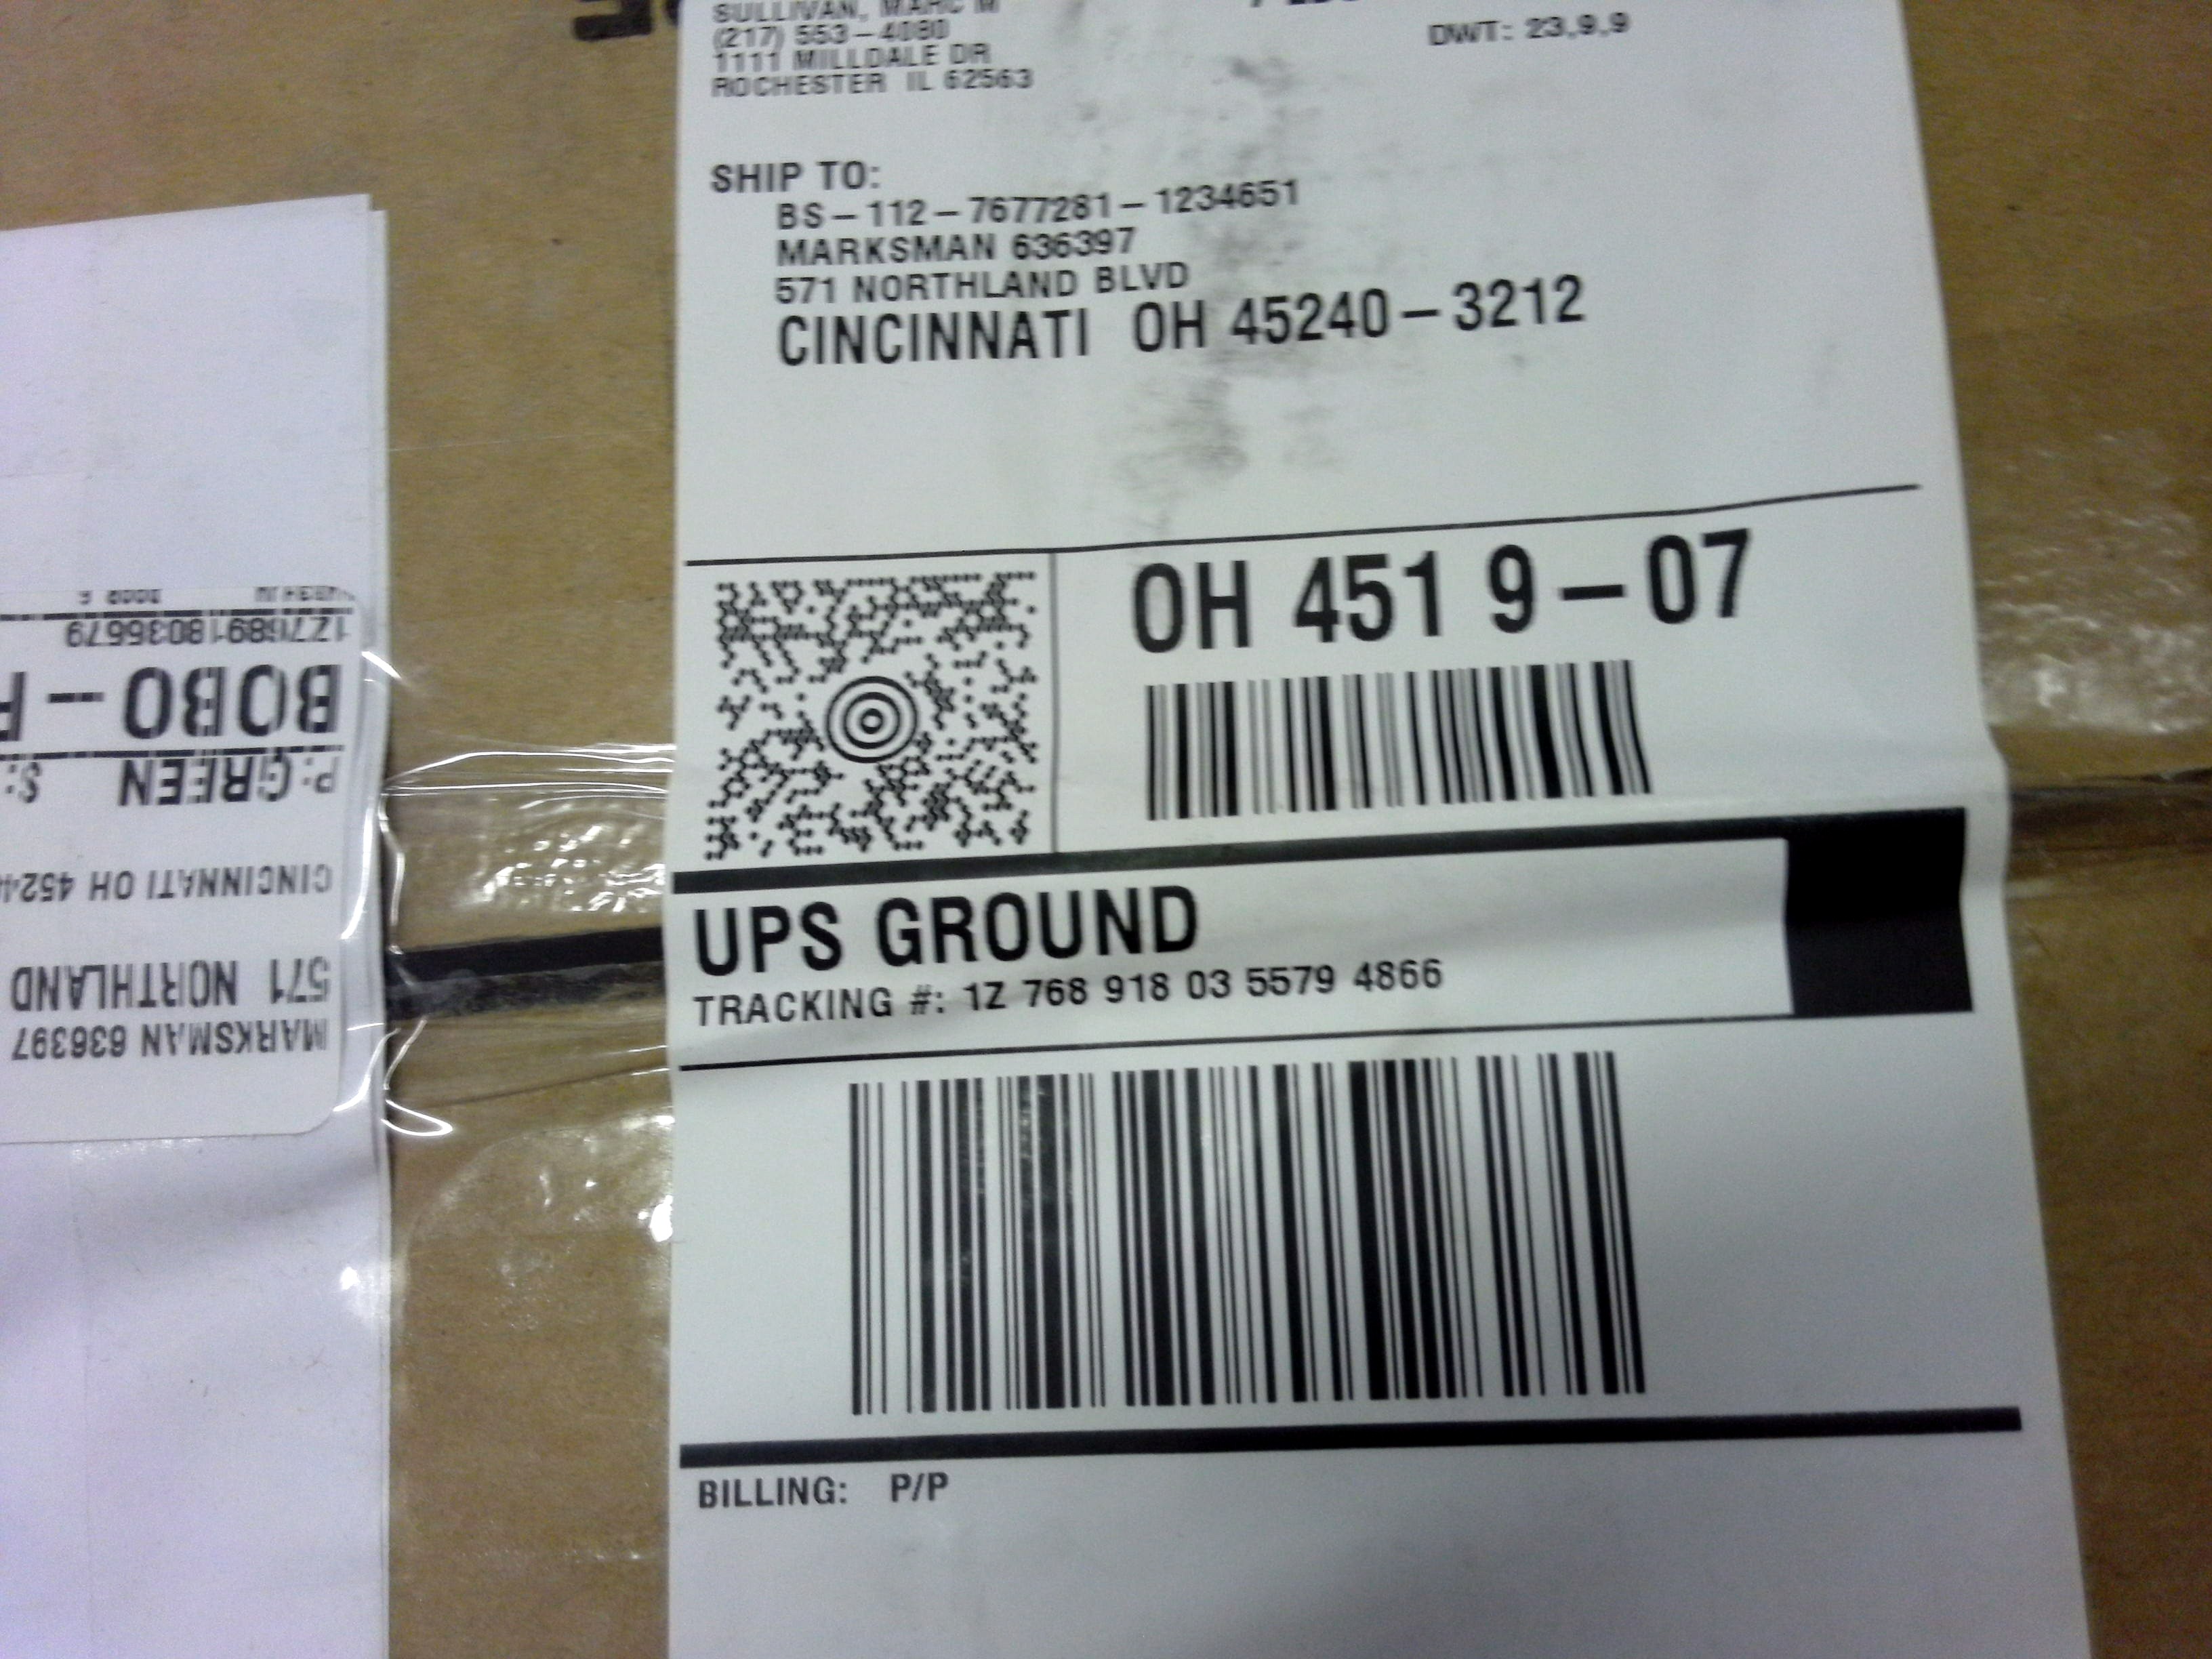 SULLIVAN, MARC M
(217) 553-4080
1111 MILLDALE DR
ROCHESTER IL 62563
DWT: 23,9,9
SHIP TO:
BS-112-7677281-1234651
MARKSMAN 636397
571 NORTHLAND BLVD
CINCINNATI OH 45240-3212
OH 451 9-07
UPS GROUND
TRACKING #: 1Z 768 918 03 5579 4866
BILLING: P/P
MARKSMAN 636397
571 NORTHLAND
CINCINNATI OH 4524
P:GREEN S:
BOBO-